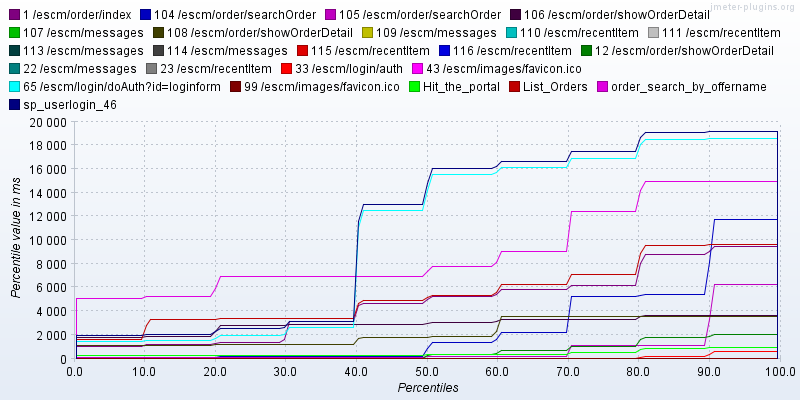 jmeter-plugins.org
1 /escm/order/index 104 /escm/order/searchOrder 105 /escm/order/searchOrder 106 /escm/order/showOrderDetail
107 /escm/messages 108 /escm/order/showOrderDetail 109 /escm/messages 110 /escm/recentItem 111 /escm/recentItem
113 /escm/messages 114 /escm/messages 115 /escm/recentItem 116 /escm/recentItem 12 /escm/order/showOrderDetail
22 /escm/messages 23 /escm/recentItem 33 /escm/login/auth 43 /escm/images/favicon.ico
65 /escm/login/doAuth?id=loginform 99 /escm/images/favicon.ico Hit_the_portal List_Orders order_search_by_offername
sp_userlogin_46
20 000
18 000
16 000
14 000
12 000
10 000
8 000
6 000
4 000
2 000
0
Percentile value in ms
0.0 10.0 20.0 30.0 40.0 50.0 60.0 70.0 80.0 90.0 100.0
Percentiles